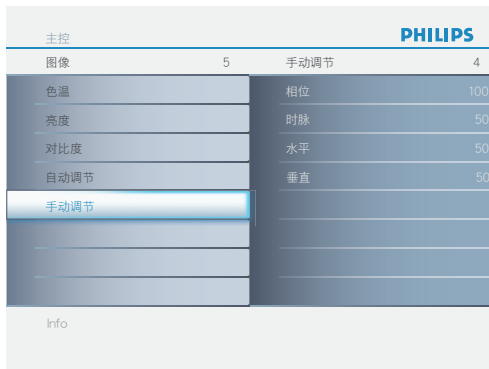 主控 PHILIPS
图像 5 手动调节 4
色温 相位 100
亮度 时脉 50
对比度 水平 50
自动调节 垂直 50
手动调节
Info